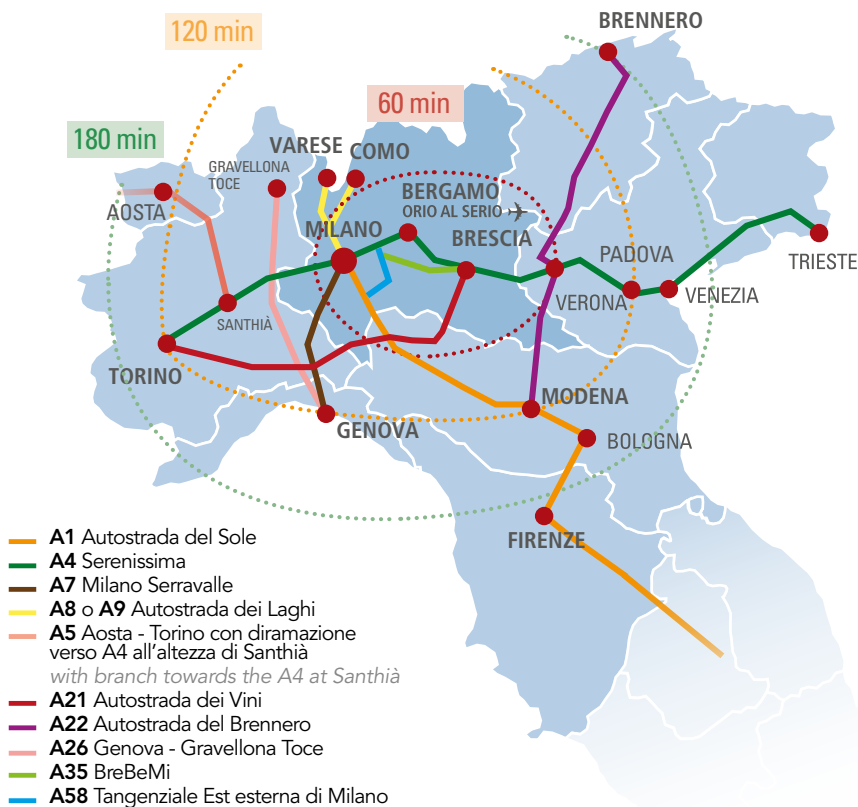 120 min
BRENNERO
60 min
180 min
VARESE
COMO
GRAVELLONA
TOCE
AOSTA
BERGAMO
ORIO AL SERIO
MILANO
BRESCIA
PADOVA
TRIESTE
VERONA
VENEZIA
SANTHIÀ
TORINO
MODENA
GENOVA
BOLOGNA
FIRENZE
A1 Autostrada del Sole
A4 Serenissima
A7 Milano Serravalle
A8 o A9 Autostrada dei Laghi
A5 Aosta - Torino con diramazione
verso A4 all'altezza di Santhià
with branch towards the A4 at Santhià
A21 Autostrada dei Vini
A22 Autostrada del Brennero
A26 Genova - Gravellona Toce
A35 BreBeMi
A58 Tangenziale Est esterna di Milano